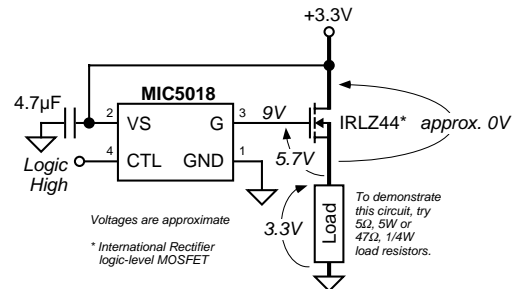 +3.3V
4.7µF
MIC5018
2
VS
G
3
9V
IRLZ44*
approx. 0V
4
CTL
GND
1
5.7V
Logic
High
Voltages are approximate
* International Rectifier
logic-level MOSFET
3.3V
Load
To demonstrate
this circuit, try
5Ω, 5W or
47Ω, 1/4W
load resistors.